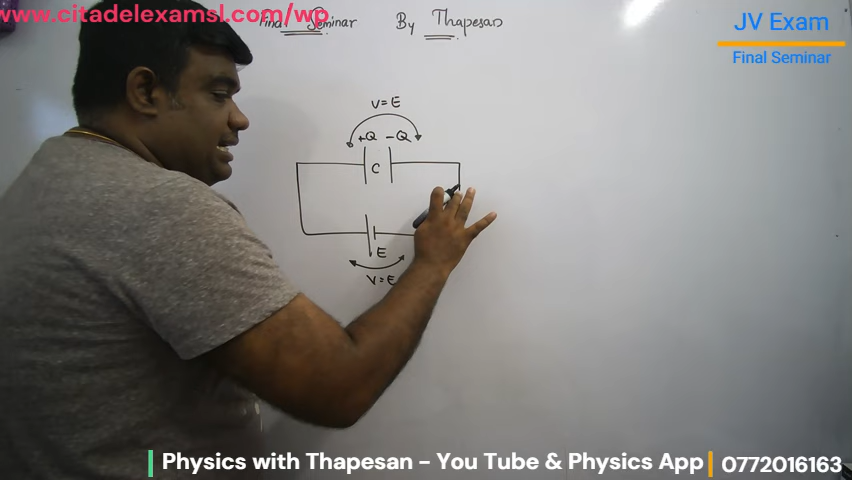 www.citadelexamsl.com/wp
Final Seminar By Thapesan
JV Exam
Final Seminar
V = E
+Q -Q
C
E
V = E
Physics with Thapesan - You Tube & Physics App
0772016163